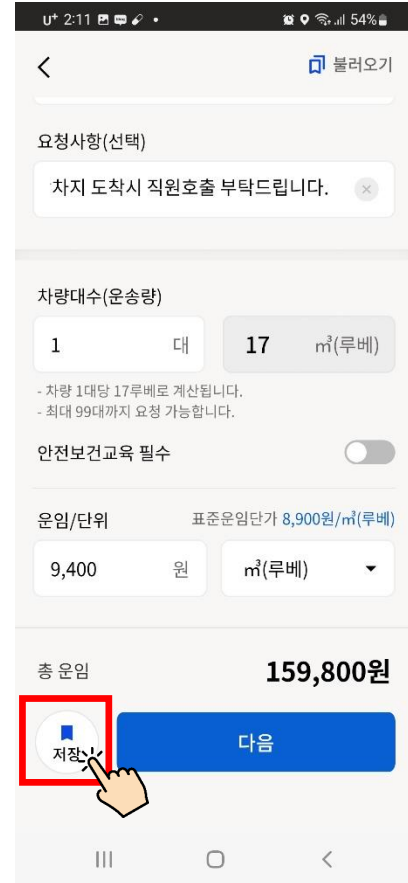 U⁺ 2:11 54%
불러오기
요청사항(선택)
차지 도착시 직원호출 부탁드립니다.
차량대수(운송량)
1 대 17 ㎥(루베)
- 차량 1대당 17루베로 계산됩니다.
- 최대 99대까지 요청 가능합니다.
안전보건교육 필수
운임/단위 표준운임단가 8,900원/㎥(루베)
9,400 원 ㎥(루베)
총 운임 159,800원
저장 다음